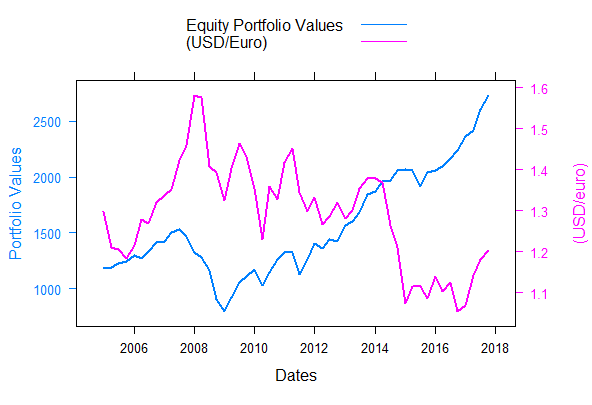 Equity Portfolio Values
(USD/Euro)
1.6
2500
1.5
2000
1.4
1500
1.3
1000
1.2
1.1
Portfolio Values
(USD/euro)
2006 2008 2010 2012 2014 2016 2018
Dates